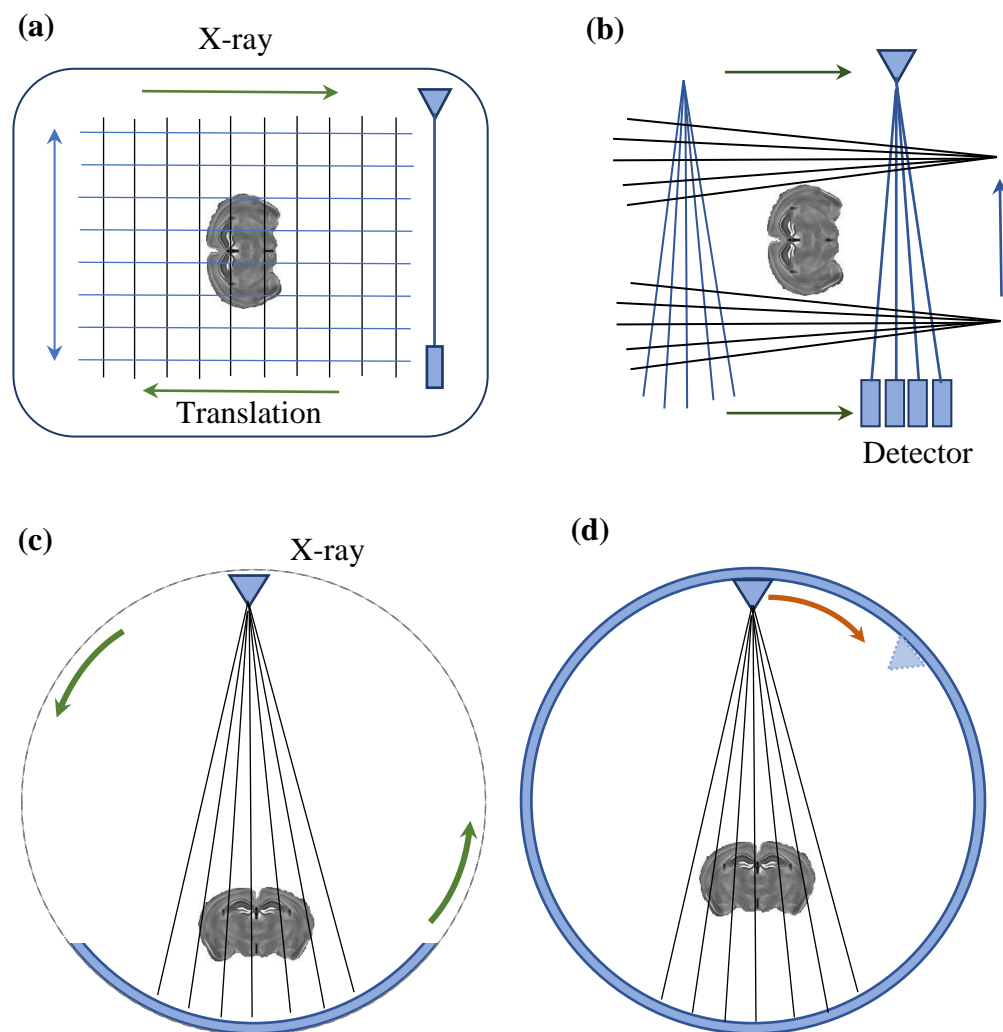 (a)
X-ray
Translation
(b)
Detector
(c)
X-ray
(d)